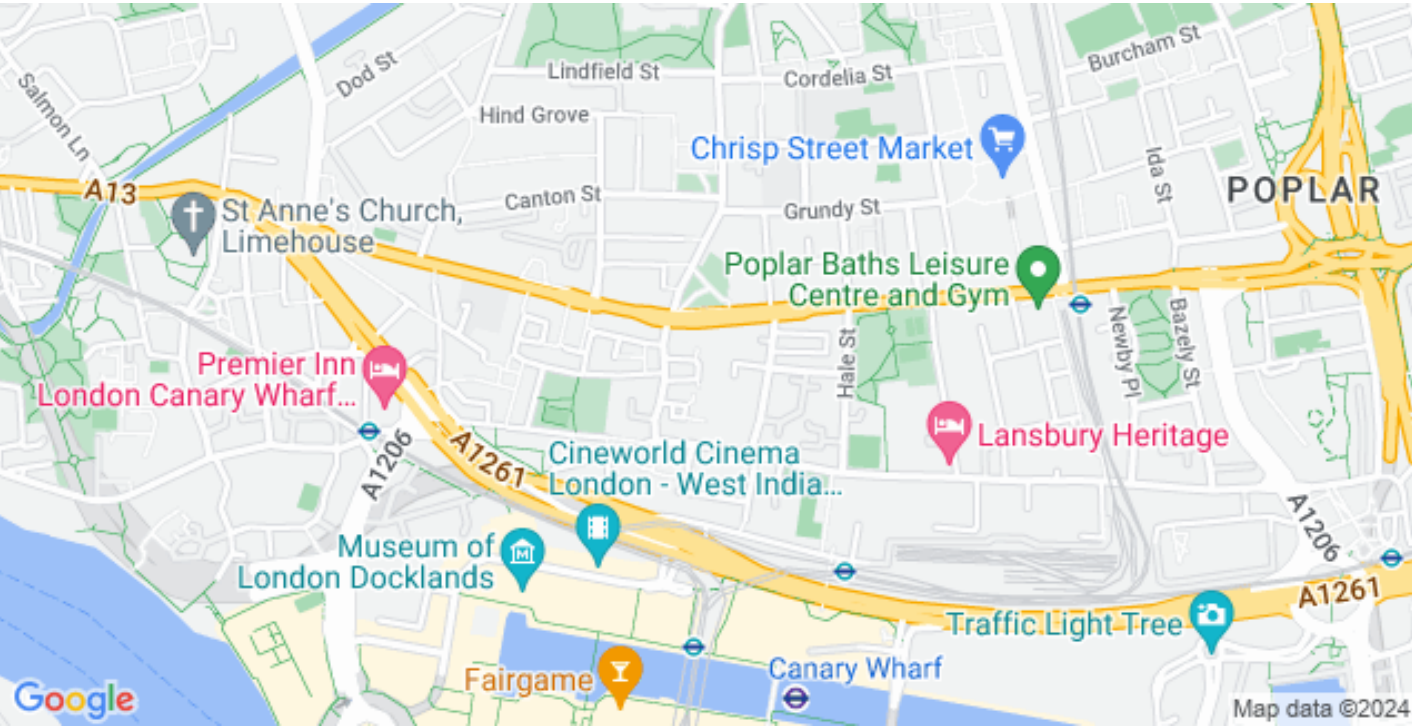 Burcham St
Dod St
Lindfield St
Cordelia St
Salmon Ln
Hind Grove
Chrisp Street Market
Ida St
A13
Canton St
Grundy St
POPLAR
St Anne's Church,
Limehouse
Poplar Baths Leisure
Centre and Gym
Newby Pl
Bazely St
Hale St
Premier Inn
London Canary Wharf...
Lansbury Heritage
A1206
A1261
Cineworld Cinema
London - West India...
A1206
Museum of
London Docklands
A1261
Traffic Light Tree
Canary Wharf
Fairgame
Google
Map data ©2024